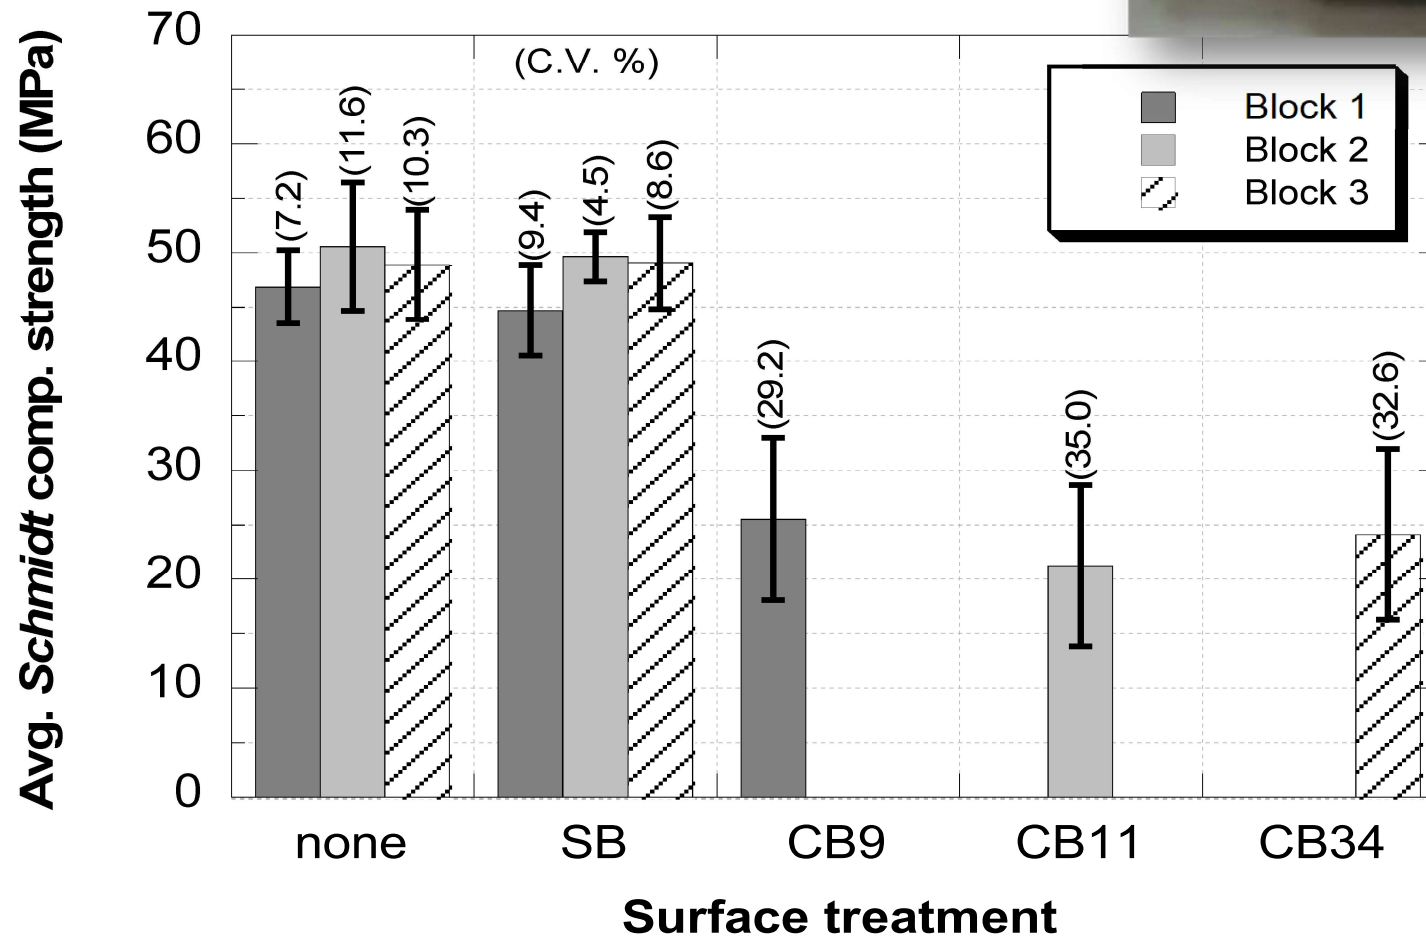 Avg. Schmidt comp. strength (MPa)
70
60
50
40
30
20
10
0
(C.V. %)
Block 1
Block 2
Block 3
(7.2)
(11.6)
(10.3)
(9.4)
(4.5)
(8.6)
(29.2)
(35.0)
(32.6)
none
SB
CB9
CB11
CB34
Surface treatment